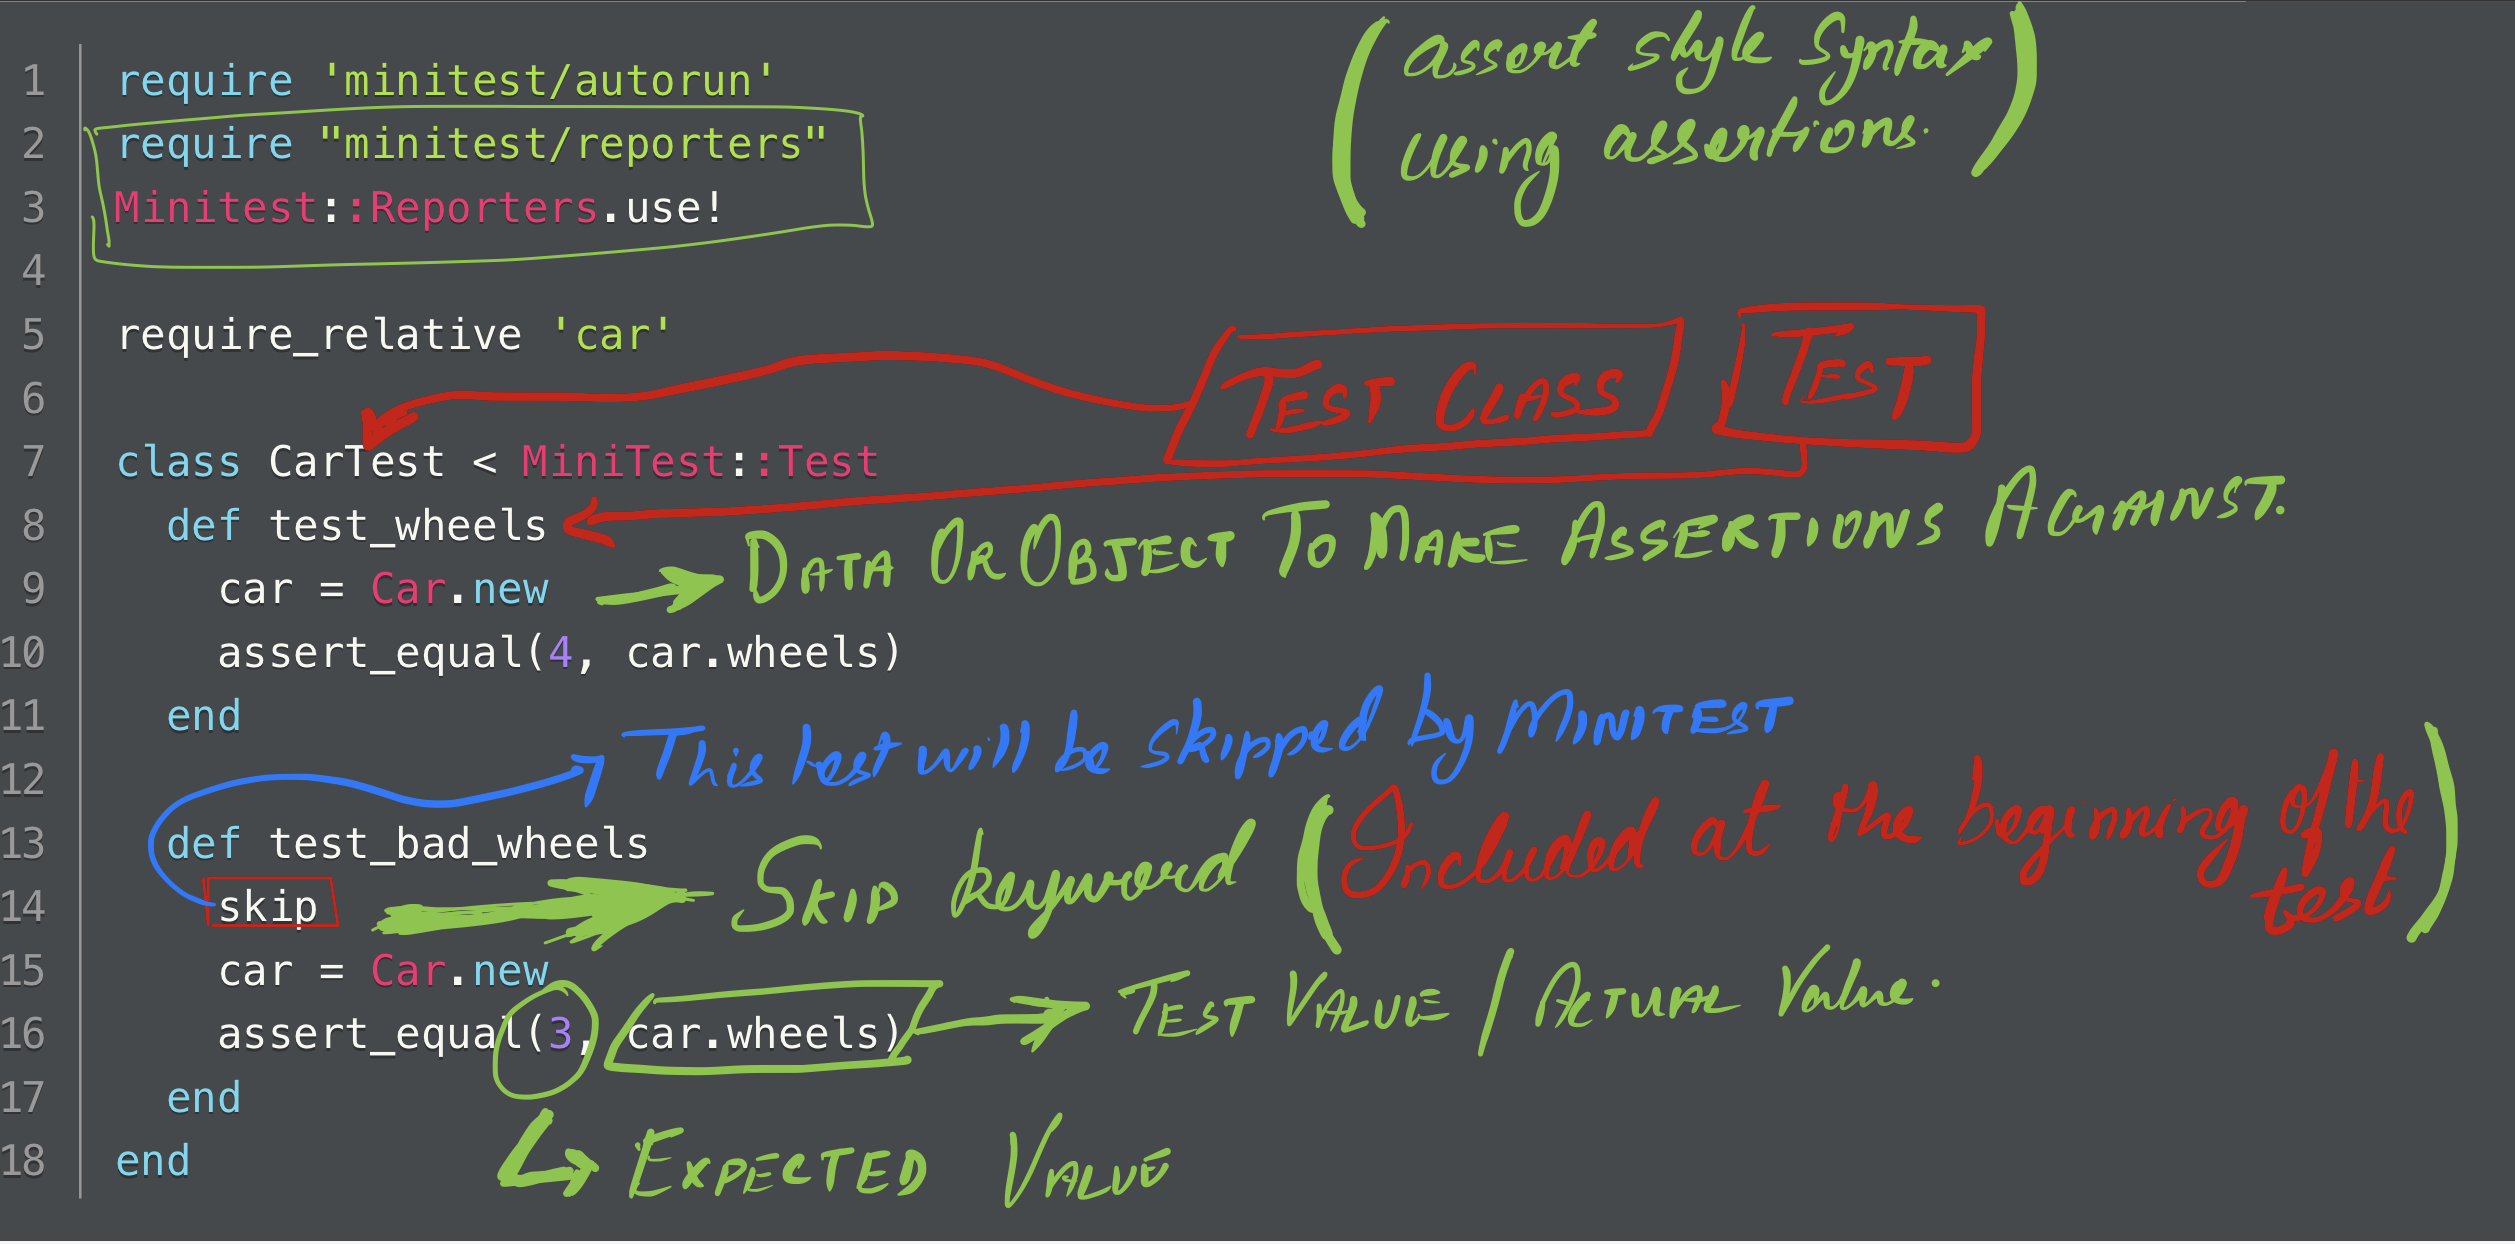 (assert style syntax
using assertions.)
1 require 'minitest/autorun'
2 require "minitest/reporters"
3 Minitest::Reporters.use!
4
5 require_relative 'car'
6
TEST CLASS
TEST
7 class CarTest < MiniTest::Test
8 def test_wheels
DATA OR OBJECT TO MAKE ASSERTIONS AGAINST.
9 car = Car.new
10 assert_equal(4, car.wheels)
11 end
This test will be skipped by MINITEST
12
13 def test_bad_wheels
14 skip
SKIP keyword (Included at the beginning of the
test)
15 car = Car.new
16 assert_equal(3, car.wheels)
TEST VALUE / ACTUAL Value.
17 end
18 end
EXPECTED VALUE